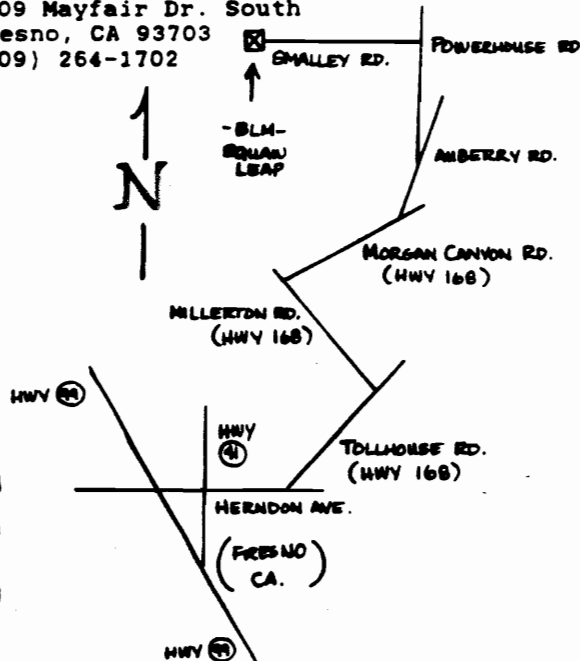 09 Mayfair Dr. South
esno, CA 93703
09) 264-1702
SMALLEY RD.
POWERHOUSE RD
-BLM-
SQUAW
LEAP
N
AUBERRY RD.
MORGAN CANYON RD.
(HWY 168)
MILLERTON RD.
(HWY 168)
HWY 99
HWY
41
TOLLHOUSE RD.
(HWY 168)
HERNDON AVE.
(FRESNO
CA.)
HWY 99